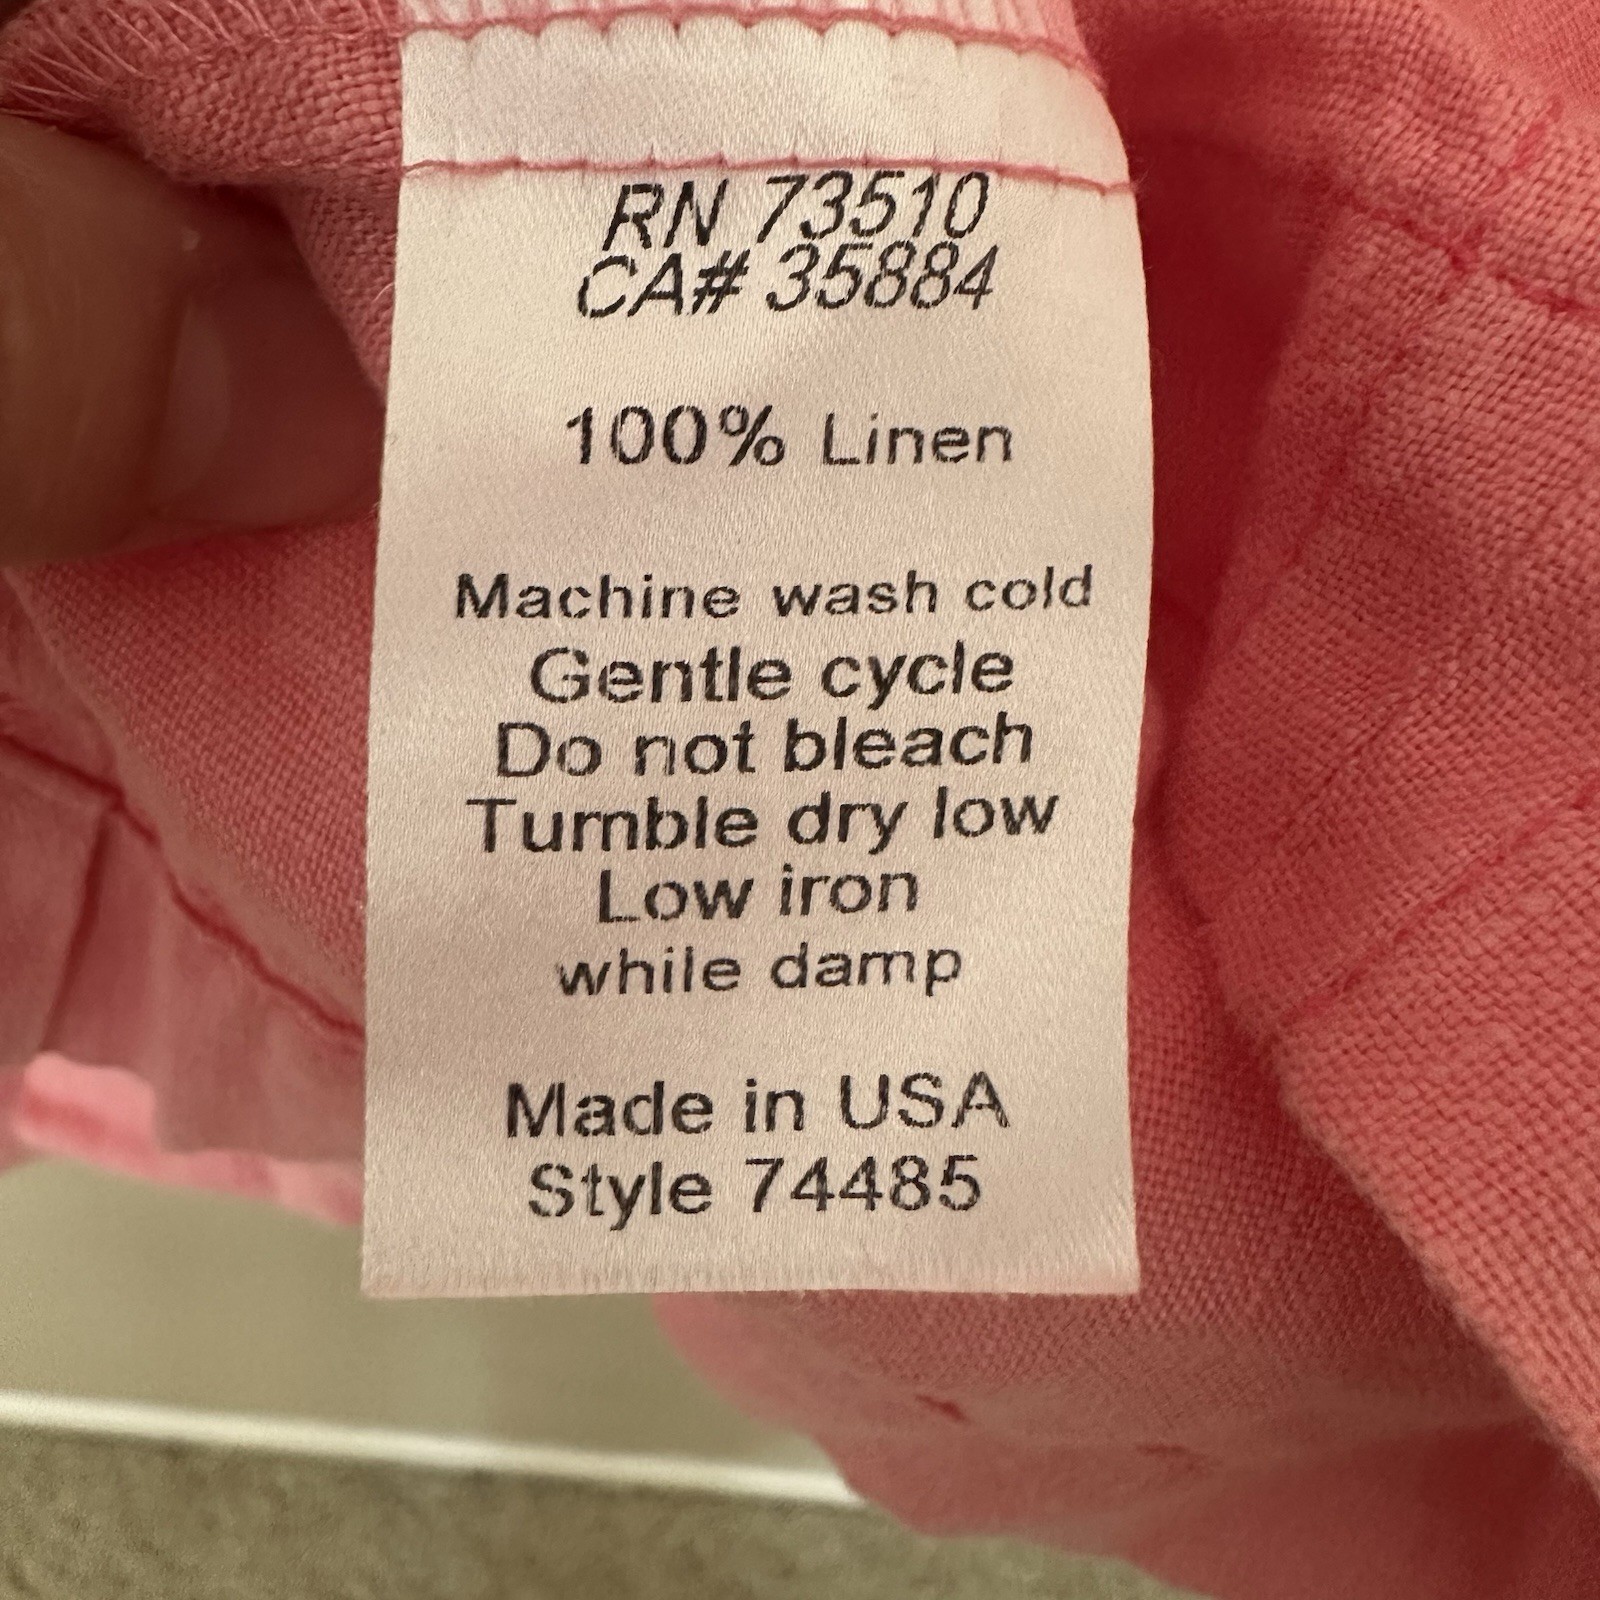 RN 73510
CA# 35884
100% Linen
Machine wash cold
Gentle cycle
Do not bleach
Tumble dry low
Low iron
while damp
Made in USA
Style 74485